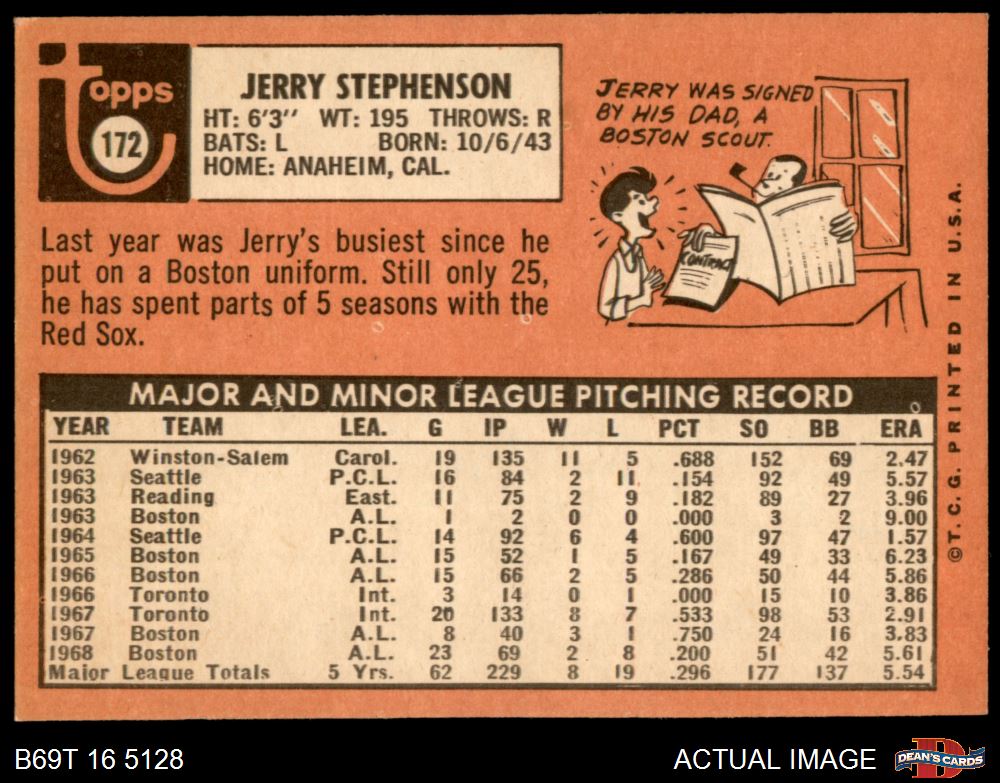 topps
172
JERRY STEPHENSON
HT: 6'3" WT: 195 THROWS: R
BATS: L BORN: 10/6/43
HOME: ANAHEIM, CAL.
JERRY WAS SIGNED
BY HIS DAD, A
BOSTON SCOUT.
CONTRACT
Last year was Jerry's busiest since he
put on a Boston uniform. Still only 25,
he has spent parts of 5 seasons with the
Red Sox.
MAJOR AND MINOR LEAGUE PITCHING RECORD
YEAR TEAM LEA. G IP W L PCT SO BB ERA
1962 Winston-Salem Carol. 19 135 11 5 .688 152 69 2.47
1963 Seattle P.C.L. 16 84 2 11 .154 92 49 5.57
1963 Reading East. 11 75 2 9 .182 89 27 3.96
1963 Boston A.L. 1 2 0 0 .000 3 2 9.00
1964 Seattle P.C.L. 14 92 6 4 .600 97 47 1.57
1965 Boston A.L. 15 52 1 5 .167 49 33 6.23
1966 Boston A.L. 15 66 2 5 .286 50 44 5.86
1966 Toronto Int. 3 14 0 1 .000 15 10 3.86
1967 Toronto Int. 20 133 8 7 .533 98 53 2.91
1967 Boston A.L. 8 40 3 1 .750 24 16 3.83
1968 Boston A.L. 23 69 2 8 .200 51 42 5.61
Major League Totals 5 Yrs. 62 229 8 19 .296 177 137 5.54
©T. C. G. PRINTED IN U.S.A.
B69T 16 5128
ACTUAL IMAGE
D
DEAN'S CARDS